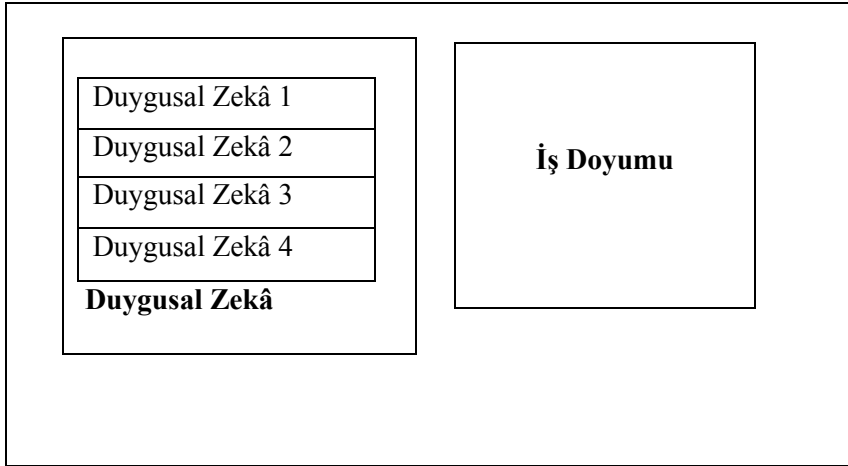 Duygusal Zekâ 1
Duygusal Zekâ 2
Duygusal Zekâ 3
Duygusal Zekâ 4
Duygusal Zekâ
İş Doyumu